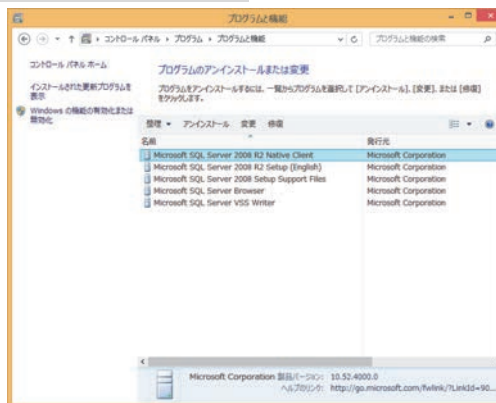 プログラムと機能
コントロール パネル ▸ プログラム ▸ プログラムと機能
プログラムと機能の検索
コントロール パネル ホーム
インストールされた更新プログラムを
表示
Windows の機能の有効化または
無効化
プログラムのアンインストールまたは変更
プログラムをアンインストールするには、一覧からプログラムを選択して [アンインストール]、[変更]、または [修復]
をクリックします。
整理 ▾ アンインストール 変更 修復
名前 発行元
Microsoft SQL Server 2008 R2 Native Client Microsoft Corporation
Microsoft SQL Server 2008 R2 Setup (English) Microsoft Corporation
Microsoft SQL Server 2008 Setup Support Files Microsoft Corporation
Microsoft SQL Server Browser Microsoft Corporation
Microsoft SQL Server VSS Writer Microsoft Corporation
Microsoft Corporation 製品バージョン: 10.52.4000.0
ヘルプのリンク: http://go.microsoft.com/fwlink/?LinkId=90...